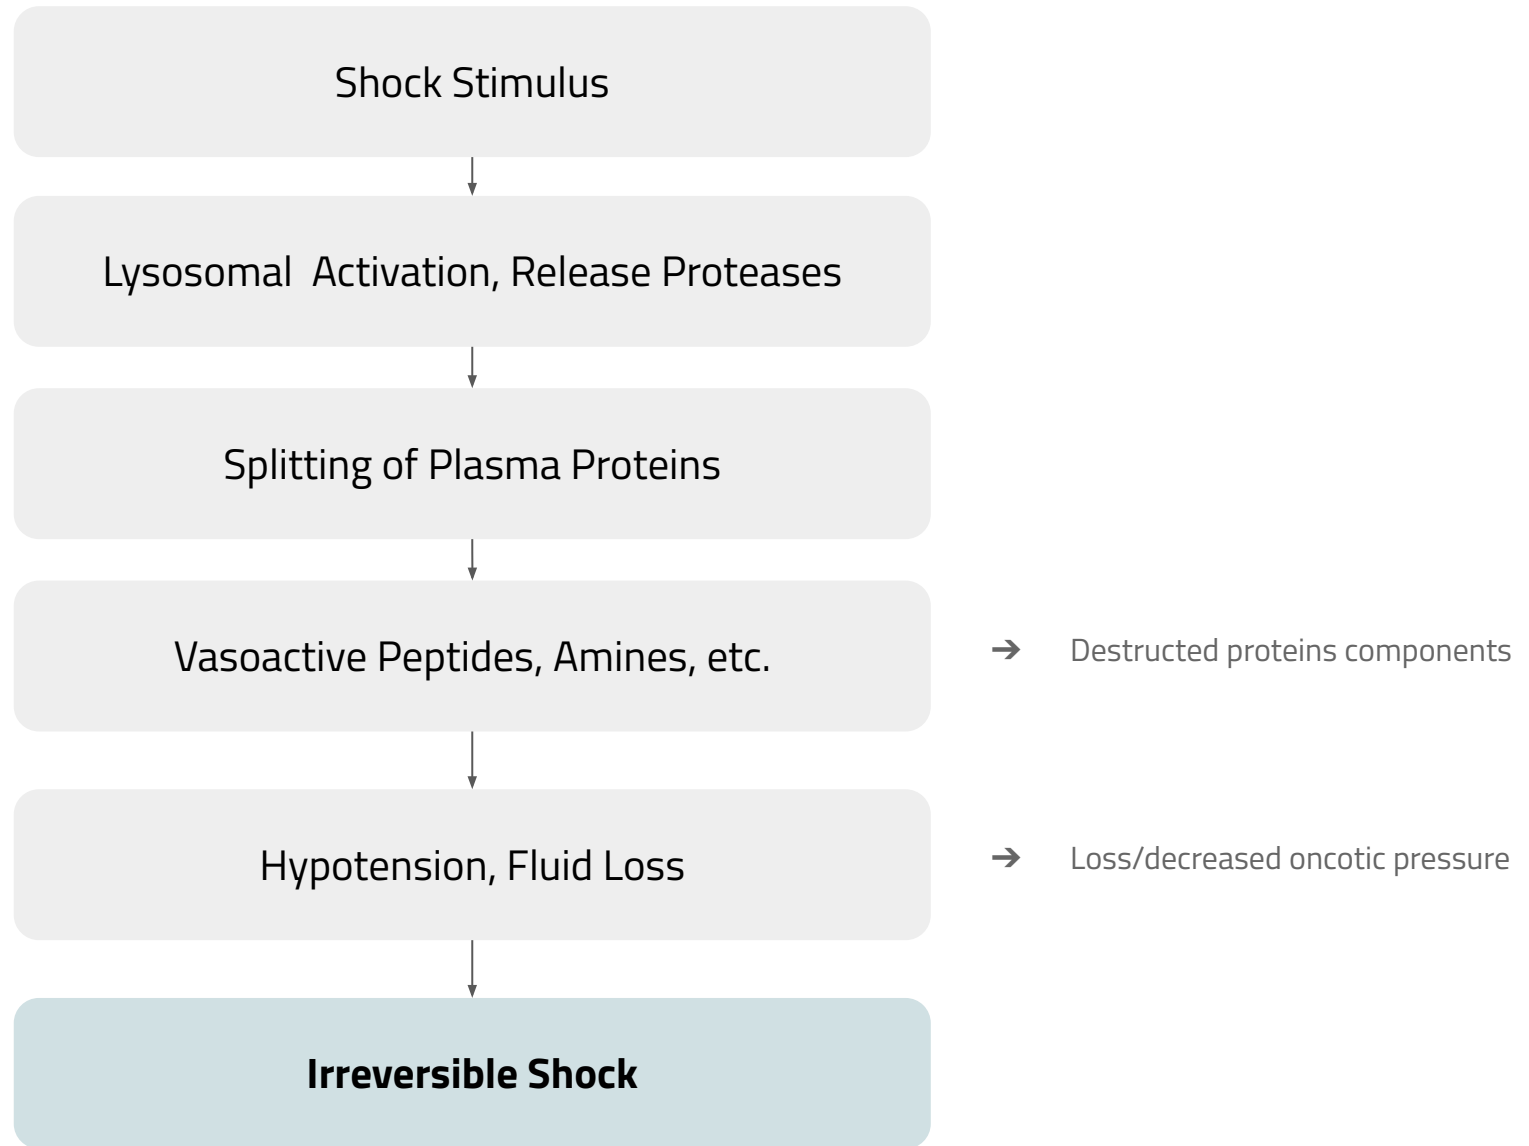 Shock Stimulus
Lysosomal  Activation, Release Proteases
Splitting of Plasma Proteins
Vasoactive Peptides, Amines, etc.
➔ Destructed proteins components
Hypotension, Fluid Loss
➔ Loss/decreased oncotic pressure
Irreversible Shock